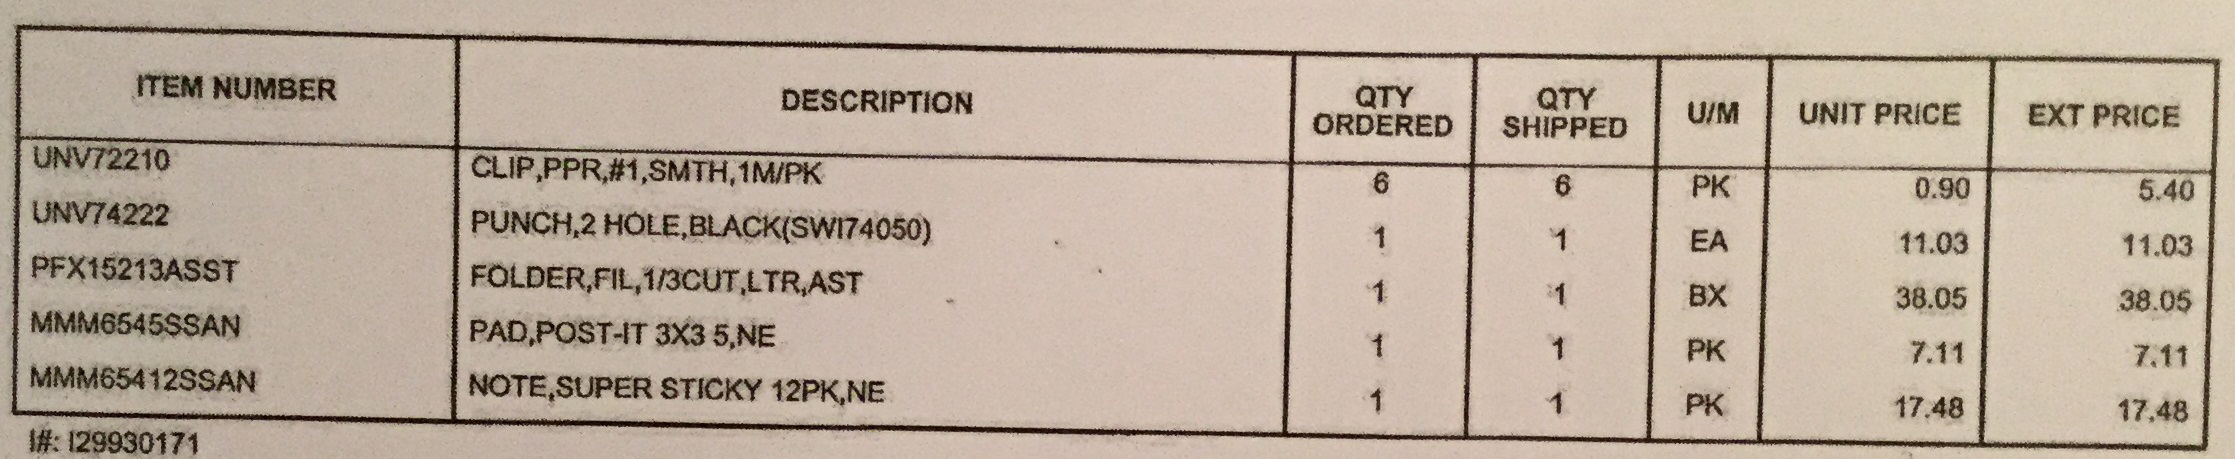 ITEM NUMBER DESCRIPTION QTY ORDERED QTY SHIPPED U/M UNIT PRICE EXT PRICE
UNV72210 CLIP,PPR,#1,SMTH,1M/PK 6 6 PK 0.90 5.40
UNV74222 PUNCH,2 HOLE,BLACK(SWI74050) 1 1 EA 11.03 11.03
PFX15213ASST FOLDER,FIL,1/3CUT,LTR,AST 1 1 BX 38.05 38.05
MMM6545SSAN PAD,POST-IT 3X3 5,NE 1 1 PK 7.11 7.11
MMM65412SSAN NOTE,SUPER STICKY 12PK,NE 1 1 PK 17.48 17.48
I#: I29930171